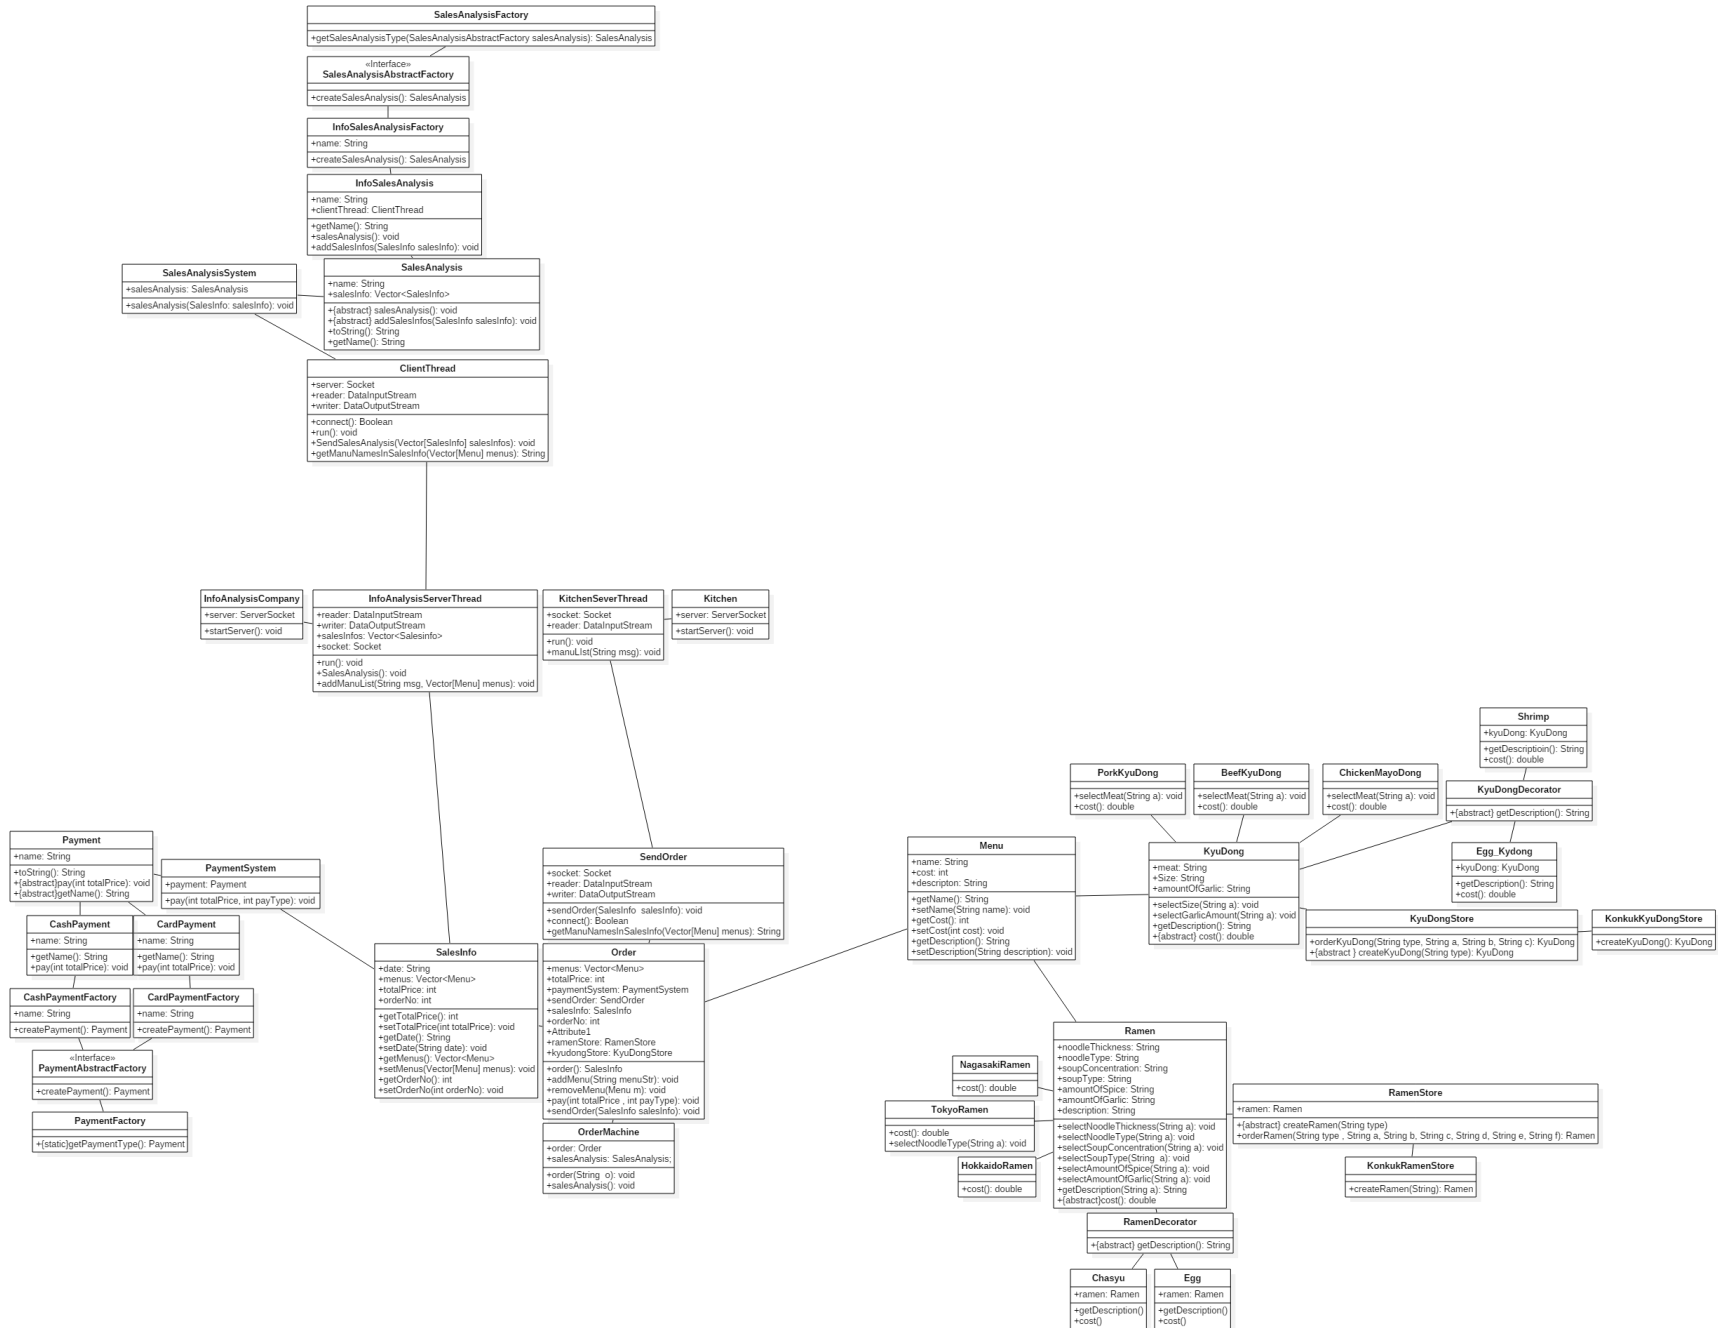 SalesAnalysisFactory
+getSalesAnalysisType(SalesAnalysisAbstractFactory salesAnalysis): SalesAnalysis
«Interface»
SalesAnalysisAbstractFactory
+createSalesAnalysis(): SalesAnalysis
InfoSalesAnalysisFactory
+name: String
+createSalesAnalysis(): SalesAnalysis
InfoSalesAnalysis
+name: String
+clientThread: ClientThread
+getName(): String
+salesAnalysis(): void
+addSalesInfos(SalesInfo salesInfo): void
SalesAnalysisSystem
+salesAnalysis: SalesAnalysis
+salesAnalysis(SalesInfo: salesInfo): void
SalesAnalysis
+name: String
+salesInfo: Vector<SalesInfo>
+{abstract} salesAnalysis(): void
+{abstract} addSalesInfos(SalesInfo salesInfo): void
+toString(): String
+getName(): String
ClientThread
+server: Socket
+reader: DataInputStream
+writer: DataOutputStream
+connect(): Boolean
+run(): void
+SendSalesAnalysis(Vector[SalesInfo] salesInfos): void
+getManuNamesInSalesInfo(Vector[Menu] menus): String
InfoAnalysisCompany
+server: ServerSocket
+startServer(): void
InfoAnalysisServerThread
+reader: DataInputStream
+writer: DataOutputStream
+salesInfos: Vector<Salesinfo>
+socket: Socket
+run(): void
+SalesAnalysis(): void
+addManuList(String msg, Vector[Menu] menus): void
KitchenSeverThread
+socket: Socket
+reader: DataInputStream
+run(): void
+manuLIst(String msg): void
Kitchen
+server: ServerSocket
+startServer(): void
Shrimp
+kyuDong: KyuDong
+getDescriptioin(): String
+cost(): double
PorkKyuDong
+selectMeat(String a): void
+cost(): double
BeefKyuDong
+selectMeat(String a): void
+cost(): double
ChickenMayoDong
+selectMeat(String a): void
+cost(): double
KyuDongDecorator
+{abstract} getDescription(): String
Payment
+name: String
+toString(): String
+{abstract}pay(int totalPrice): void
+{abstract}getName(): String
PaymentSystem
+payment: Payment
+pay(int totalPrice, int payType): void
SendOrder
+socket: Socket
+reader: DataInputStream
+writer: DataOutputStream
+sendOrder(SalesInfo  salesInfo): void
+connect(): Boolean
+getManuNamesInSalesInfo(Vector[Menu] menus): String
Menu
+name: String
+cost: int
+descripton: String
+getName(): String
+setName(String name): void
+getCost(): int
+setCost(int cost): void
+getDescription(): String
+setDescription(String description): void
KyuDong
+meat: String
+Size: String
+amountOfGarlic: String
+selectSize(String a): void
+selectGarlicAmount(String a): void
+getDescription(): String
+{abstract} cost(): double
Egg_Kydong
+kyuDong: KyuDong
+getDescription(): String
+cost(): double
KyuDongStore
+orderKyuDong(String type, String a, String b, String c): KyuDong
+{abstract } createKyuDong(String type): KyuDong
KonkukKyuDongStore
+createKyuDong(): KyuDong
CashPayment
+name: String
+getName(): String
+pay(int totalPrice): void
CardPayment
+name: String
+getName(): String
+pay(int totalPrice): void
SalesInfo
+date: String
+menus: Vector<Menu>
+totalPrice: int
+orderNo: int
+getTotalPrice(): int
+setTotalPrice(int totalPrice): void
+getDate(): String
+setDate(String date): void
+getMenus(): Vector<Menu>
+setMenus(Vector[Menu] menus): void
+getOrderNo(): int
+setOrderNo(int orderNo): void
Order
+menus: Vector<Menu>
+totalPrice: int
+paymentSystem: PaymentSystem
+sendOrder: SendOrder
+salesInfo: SalesInfo
+orderNo: int
+Attribute1
+ramenStore: RamenStore
+kyudongStore: KyuDongStore
+order(): SalesInfo
+addMenu(String menuStr): void
+removeMenu(Menu m): void
+pay(int totalPrice , int payType): void
+sendOrder(SalesInfo salesInfo): void
CashPaymentFactory
+name: String
+createPayment(): Payment
CardPaymentFactory
+name: String
+createPayment(): Payment
«Interface»
PaymentAbstractFactory
+createPayment(): Payment
PaymentFactory
+{static}getPaymentType(): Payment
OrderMachine
+order: Order
+salesAnalysis: SalesAnalysis;
+order(String  o): void
+salesAnalysis(): void
NagasakiRamen
+cost(): double
TokyoRamen
+cost(): double
+selectNoodleType(String a): void
HokkaidoRamen
+cost(): double
Ramen
+noodleThickness: String
+noodleType: String
+soupConcentration: String
+soupType: String
+amountOfSpice: String
+amountOfGarlic: String
+description: String
+selectNoodleThickness(String a): void
+selectNoodleType(String a): void
+selectSoupConcentration(String a): void
+selectSoupType(String  a): void
+selectAmountOfSpice(String a): void
+selectAmountOfGarlic(String a): void
+getDescription(String a): String
+{abstract}cost(): double
RamenStore
+ramen: Ramen
+{abstract} createRamen(String type)
+orderRamen(String type , String a, String b, String c, String d, String e, String f): Ramen
KonkukRamenStore
+createRamen(String): Ramen
RamenDecorator
+{abstract} getDescription(): String
Chasyu
+ramen: Ramen
+getDescription()
+cost()
Egg
+ramen: Ramen
+getDescription()
+cost()